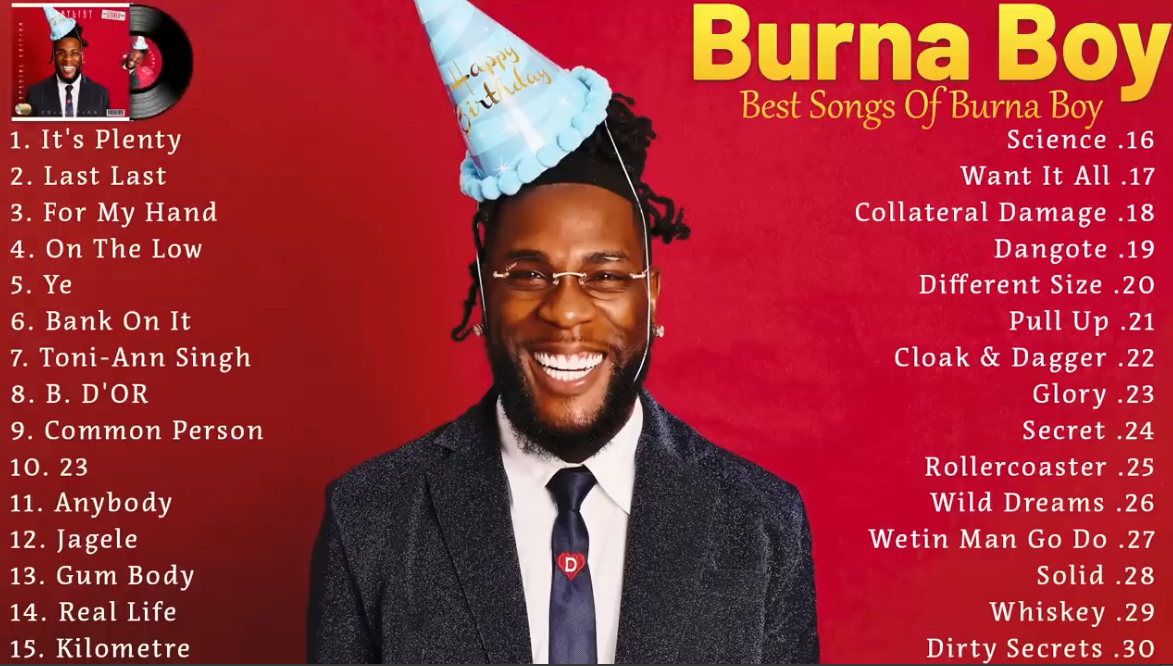 Burna Boy
Best Songs Of Burna Boy
Happy
Birthday
1. It's Plenty
2. Last Last
3. For My Hand
4. On The Low
5. Ye
6. Bank On It
7. Toni-Ann Singh
8. B. D'OR
9. Common Person
10. 23
11. Anybody
12. Jagele
13. Gum Body
14. Real Life
15. Kilometre
Science .16
Want It All .17
Collateral Damage .18
Dangote .19
Different Size .20
Pull Up .21
Cloak & Dagger .22
Glory .23
Secret .24
Rollercoaster .25
Wild Dreams .26
Wetin Man Go Do .27
Solid .28
Whiskey .29
Dirty Secrets .30
D